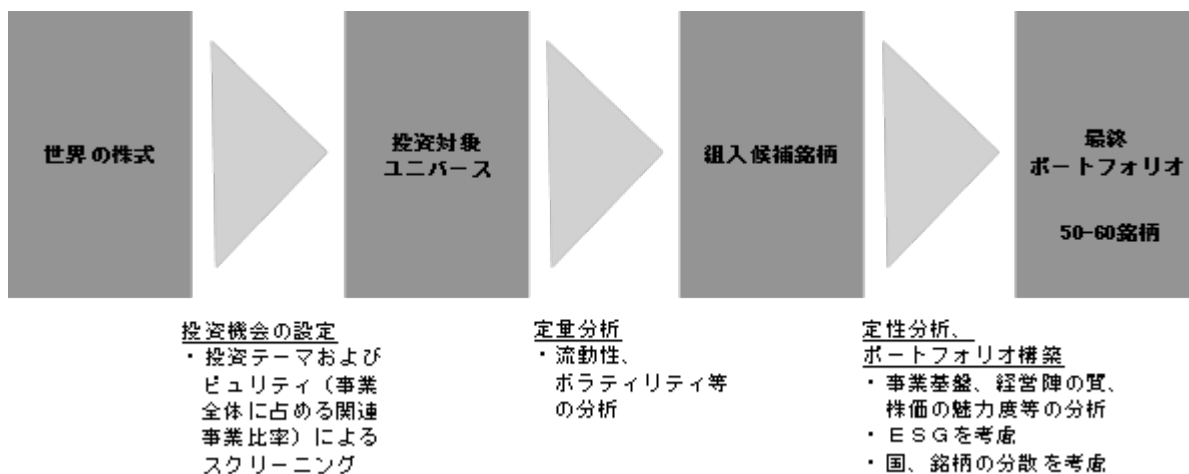 世界の株式
投資対象
ユニバース
組入候補銘柄
最終
ポートフォリオ
50-60銘柄
投資機会の設定
・投資テーマおよび
ピュリティ（事業
全体に占める関連
事業比率）による
スクリーニング
定量分析
・流動性、
ボラティリティ等
の分析
定性分析、
ポートフォリオ構築
・事業基盤、経営陣の質、
株価の魅力度等の分析
・ＥＳＧを考慮
・国、銘柄の分散を考慮